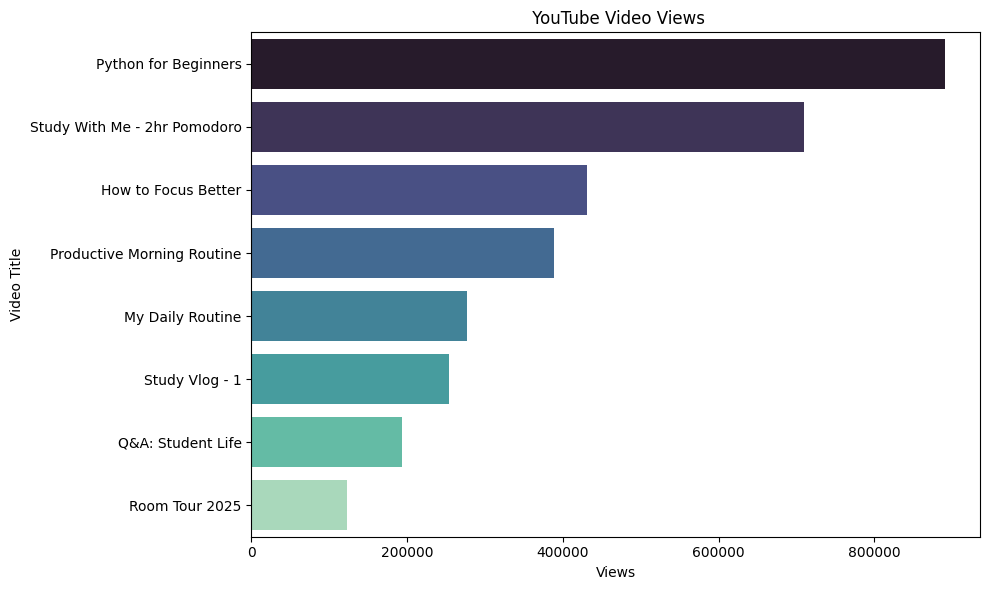 YouTube Video Views
Python for Beginners
Study With Me - 2hr Pomodoro
How to Focus Better
Productive Morning Routine
My Daily Routine
Study Vlog - 1
Q&A: Student Life
Room Tour 2025
Video Title
0 200000 400000 600000 800000
Views